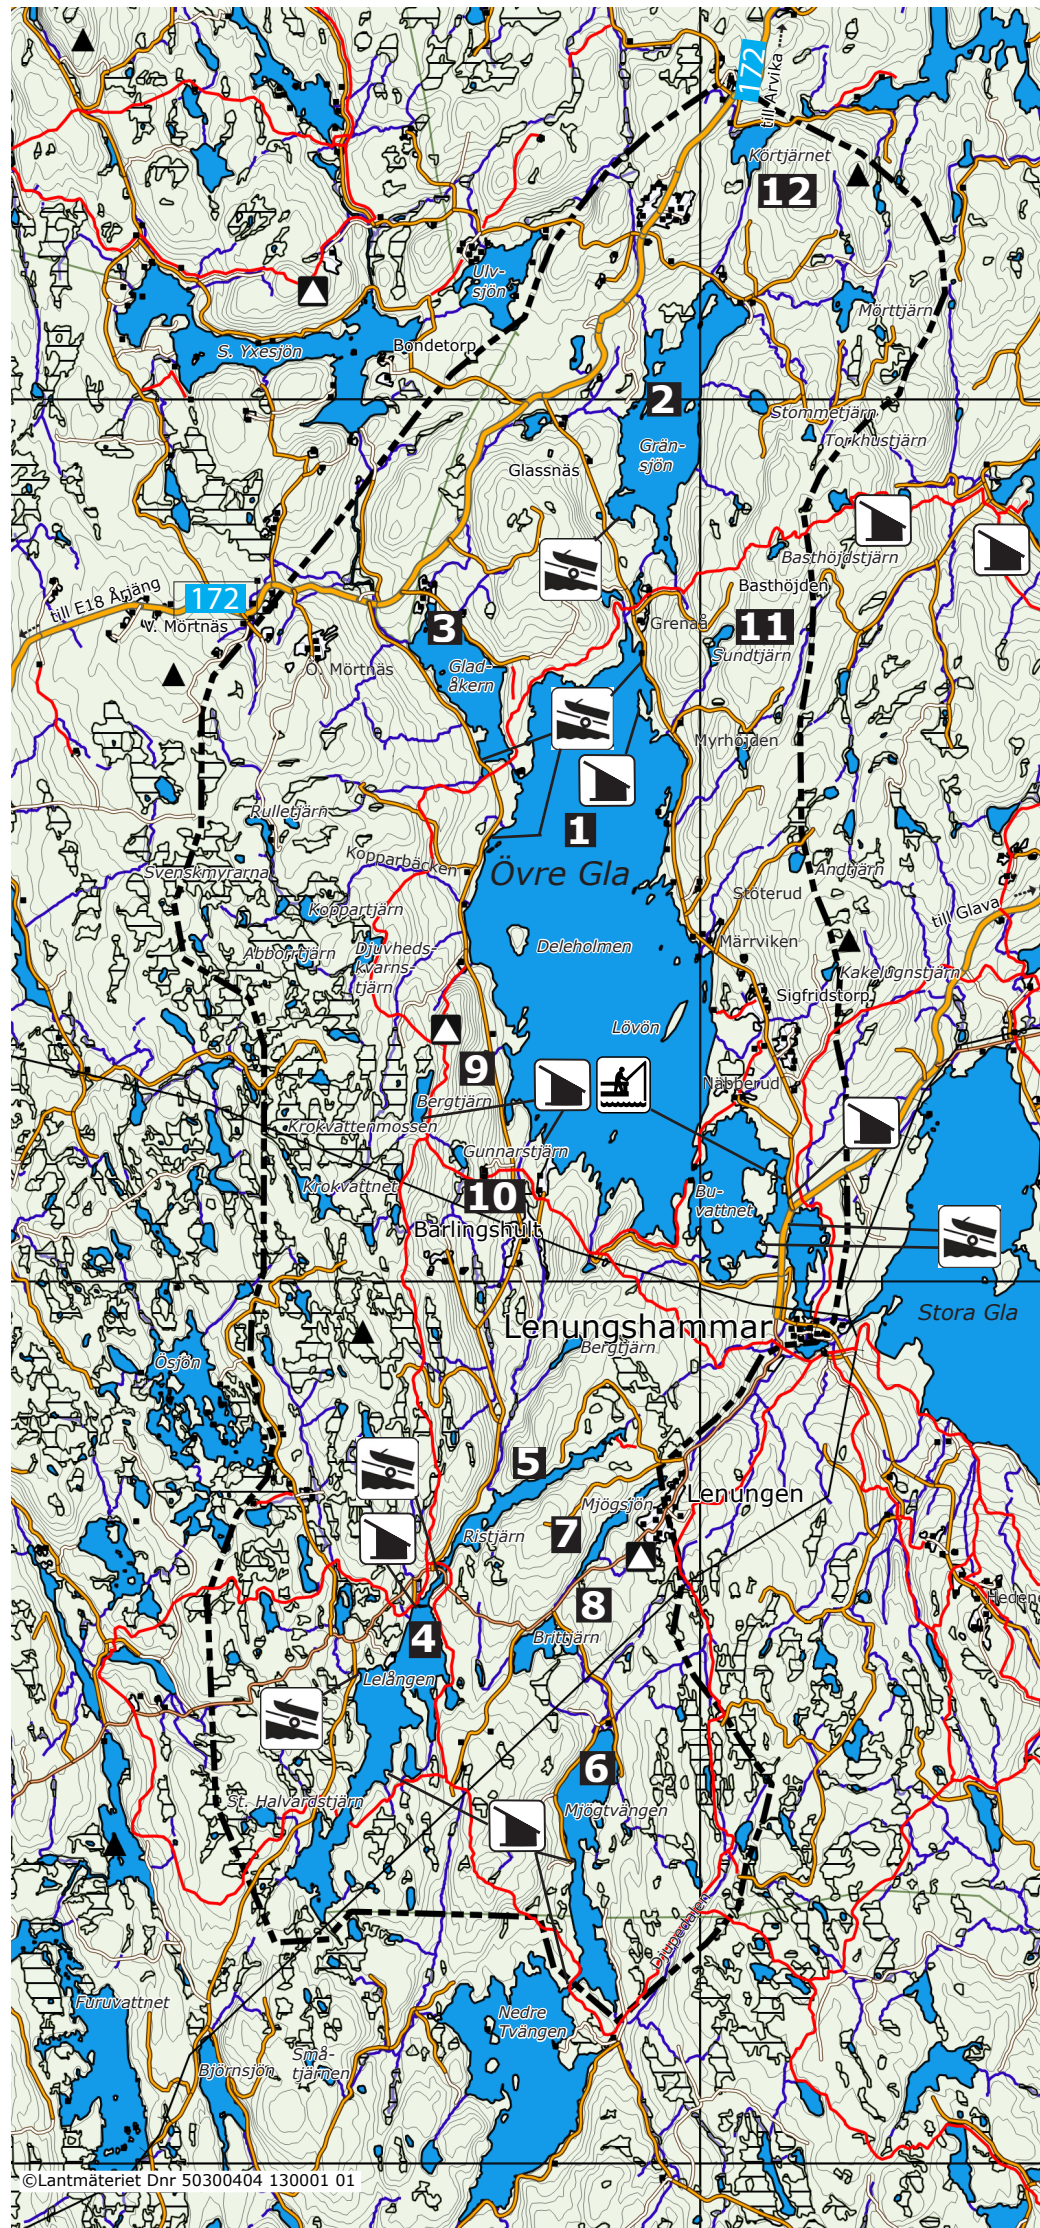 172
till Arvika
Körtjärnet
12
Ulv-
sjön
Mörttjärn
S. Yxesjön
Bondetorp
2
Stommetjärn
Torkhustjärn
Grän-
sjön
Glassnäs
Basthöjdstjärn
Basthöjden
till E18 Årjäng
172
V. Mörtnäs
3
Grenaå
11
Sundtjärn
Ö. Mörtnäs
Glad-
åkern
Myrhöjden
Rulletjärn
1
Kopparbäcken
Övre Gla
Andtjärn
Svenskmyrarna
Stöterud
Koppartjärn
till Glava
Märrviken
Deleholmen
Abborrtjärn
Djuvheds-
kvarns-
tjärn
Kakelugnstjärn
Sigfridstorp
Lövön
9
Näbberud
Bergtjärn
Krokvattenmossen
Gunnarstjärn
Krokvattnet
10
Bu-
vattnet
Barlingshult
Stora Gla
Lenungshammar
Bergtjärn
Ösjön
5
Lenungen
Mjögsjön
Ristjärn
7
Hedene
8
Brittjärn
4
Lelången
6
St. Halvardstjärn
Mjögtvängen
Djupedalen
Furuvattnet
Nedre
Tvängen
Små-
tjärnen
Björnsjön
©Lantmäteriet Dnr 50300404 130001 01